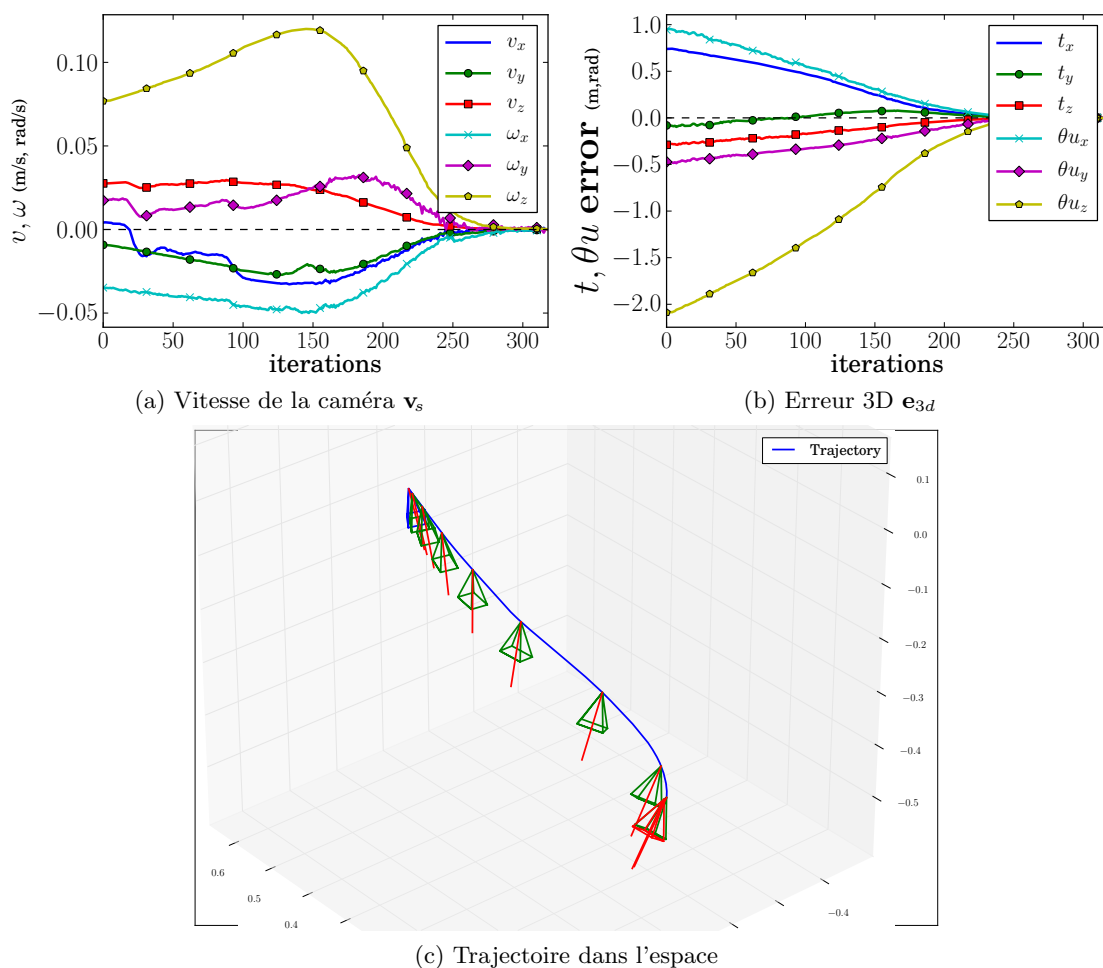 0.10
0.05
0.00
−0.05
v, ω (m/s, rad/s)
0 50 100 150 200 250 300
iterations
v_x
v_y
v_z
ω_x
ω_y
ω_z
(a) Vitesse de la caméra v_s
1.0
0.5
0.0
−0.5
−1.0
−1.5
−2.0
t, θu error (m,rad)
0 50 100 150 200 250 300
iterations
t_x
t_y
t_z
θu_x
θu_y
θu_z
(b) Erreur 3D e_{3d}
Trajectory
0.1
0.0
−0.1
−0.2
−0.3
−0.4
−0.5
0.6
0.5
0.4
−0.4
(c) Trajectoire dans l'espace